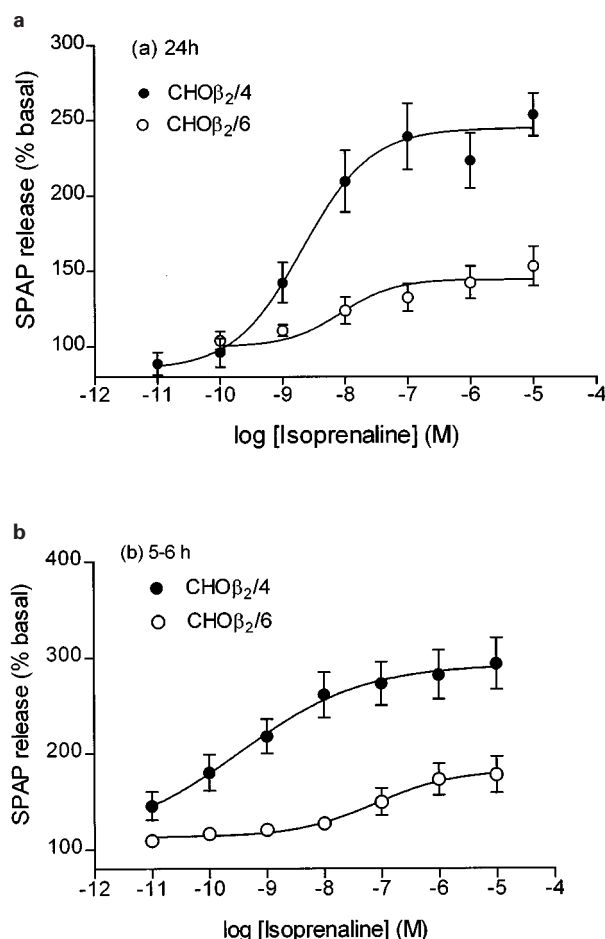 a
(a) 24h
CHOβ₂/4
CHOβ₂/6
SPAP release (% basal)
300
250
200
150
100
-12 -11 -10 -9 -8 -7 -6 -5 -4
log [Isoprenaline] (M)
b
(b) 5-6 h
CHOβ₂/4
CHOβ₂/6
SPAP release (% basal)
400
300
200
100
-12 -11 -10 -9 -8 -7 -6 -5 -4
log [Isoprenaline] (M)